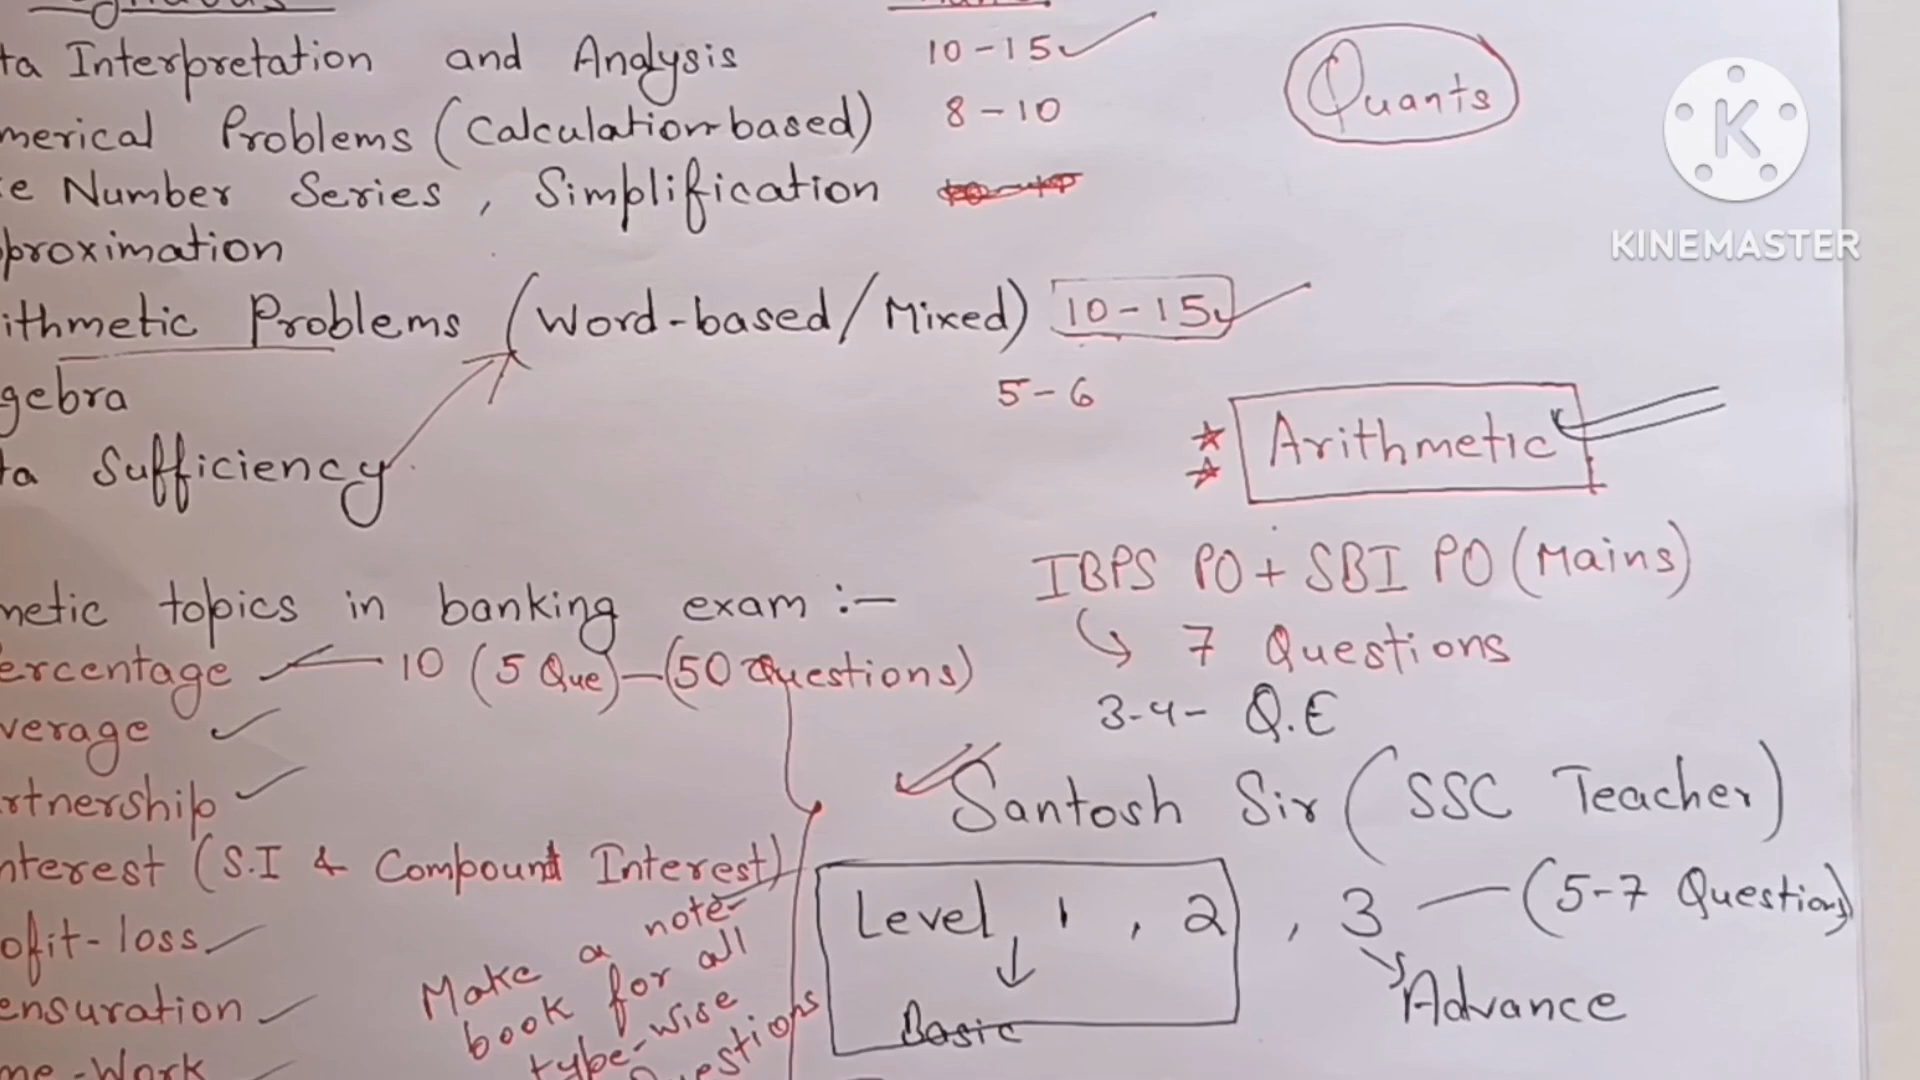 ta Interpretation and Analysis 10-15
merical Problems (Calculation-based) 8-10
e Number Series, Simplification
proximation
ithmetic Problems (Word-based/Mixed) 10-15
gebra 5-6
ta Sufficiency
metic topics in banking exam :-
ercentage 10 (5 Que) - (50 Questions)
verage
rtnership
nterest (S.I & Compound Interest)
ofit-loss
ensuration
me-Work
Make a note-
book for all
type-wise
Questions
Quants
K
KINEMASTER
Arithmetic
IBPS PO + SBI PO (Mains)
7 Questions
3-4- Q.E
Santosh Sir (SSC Teacher)
Level 1, 2, 3 - (5-7 Questions)
Basic
Advance